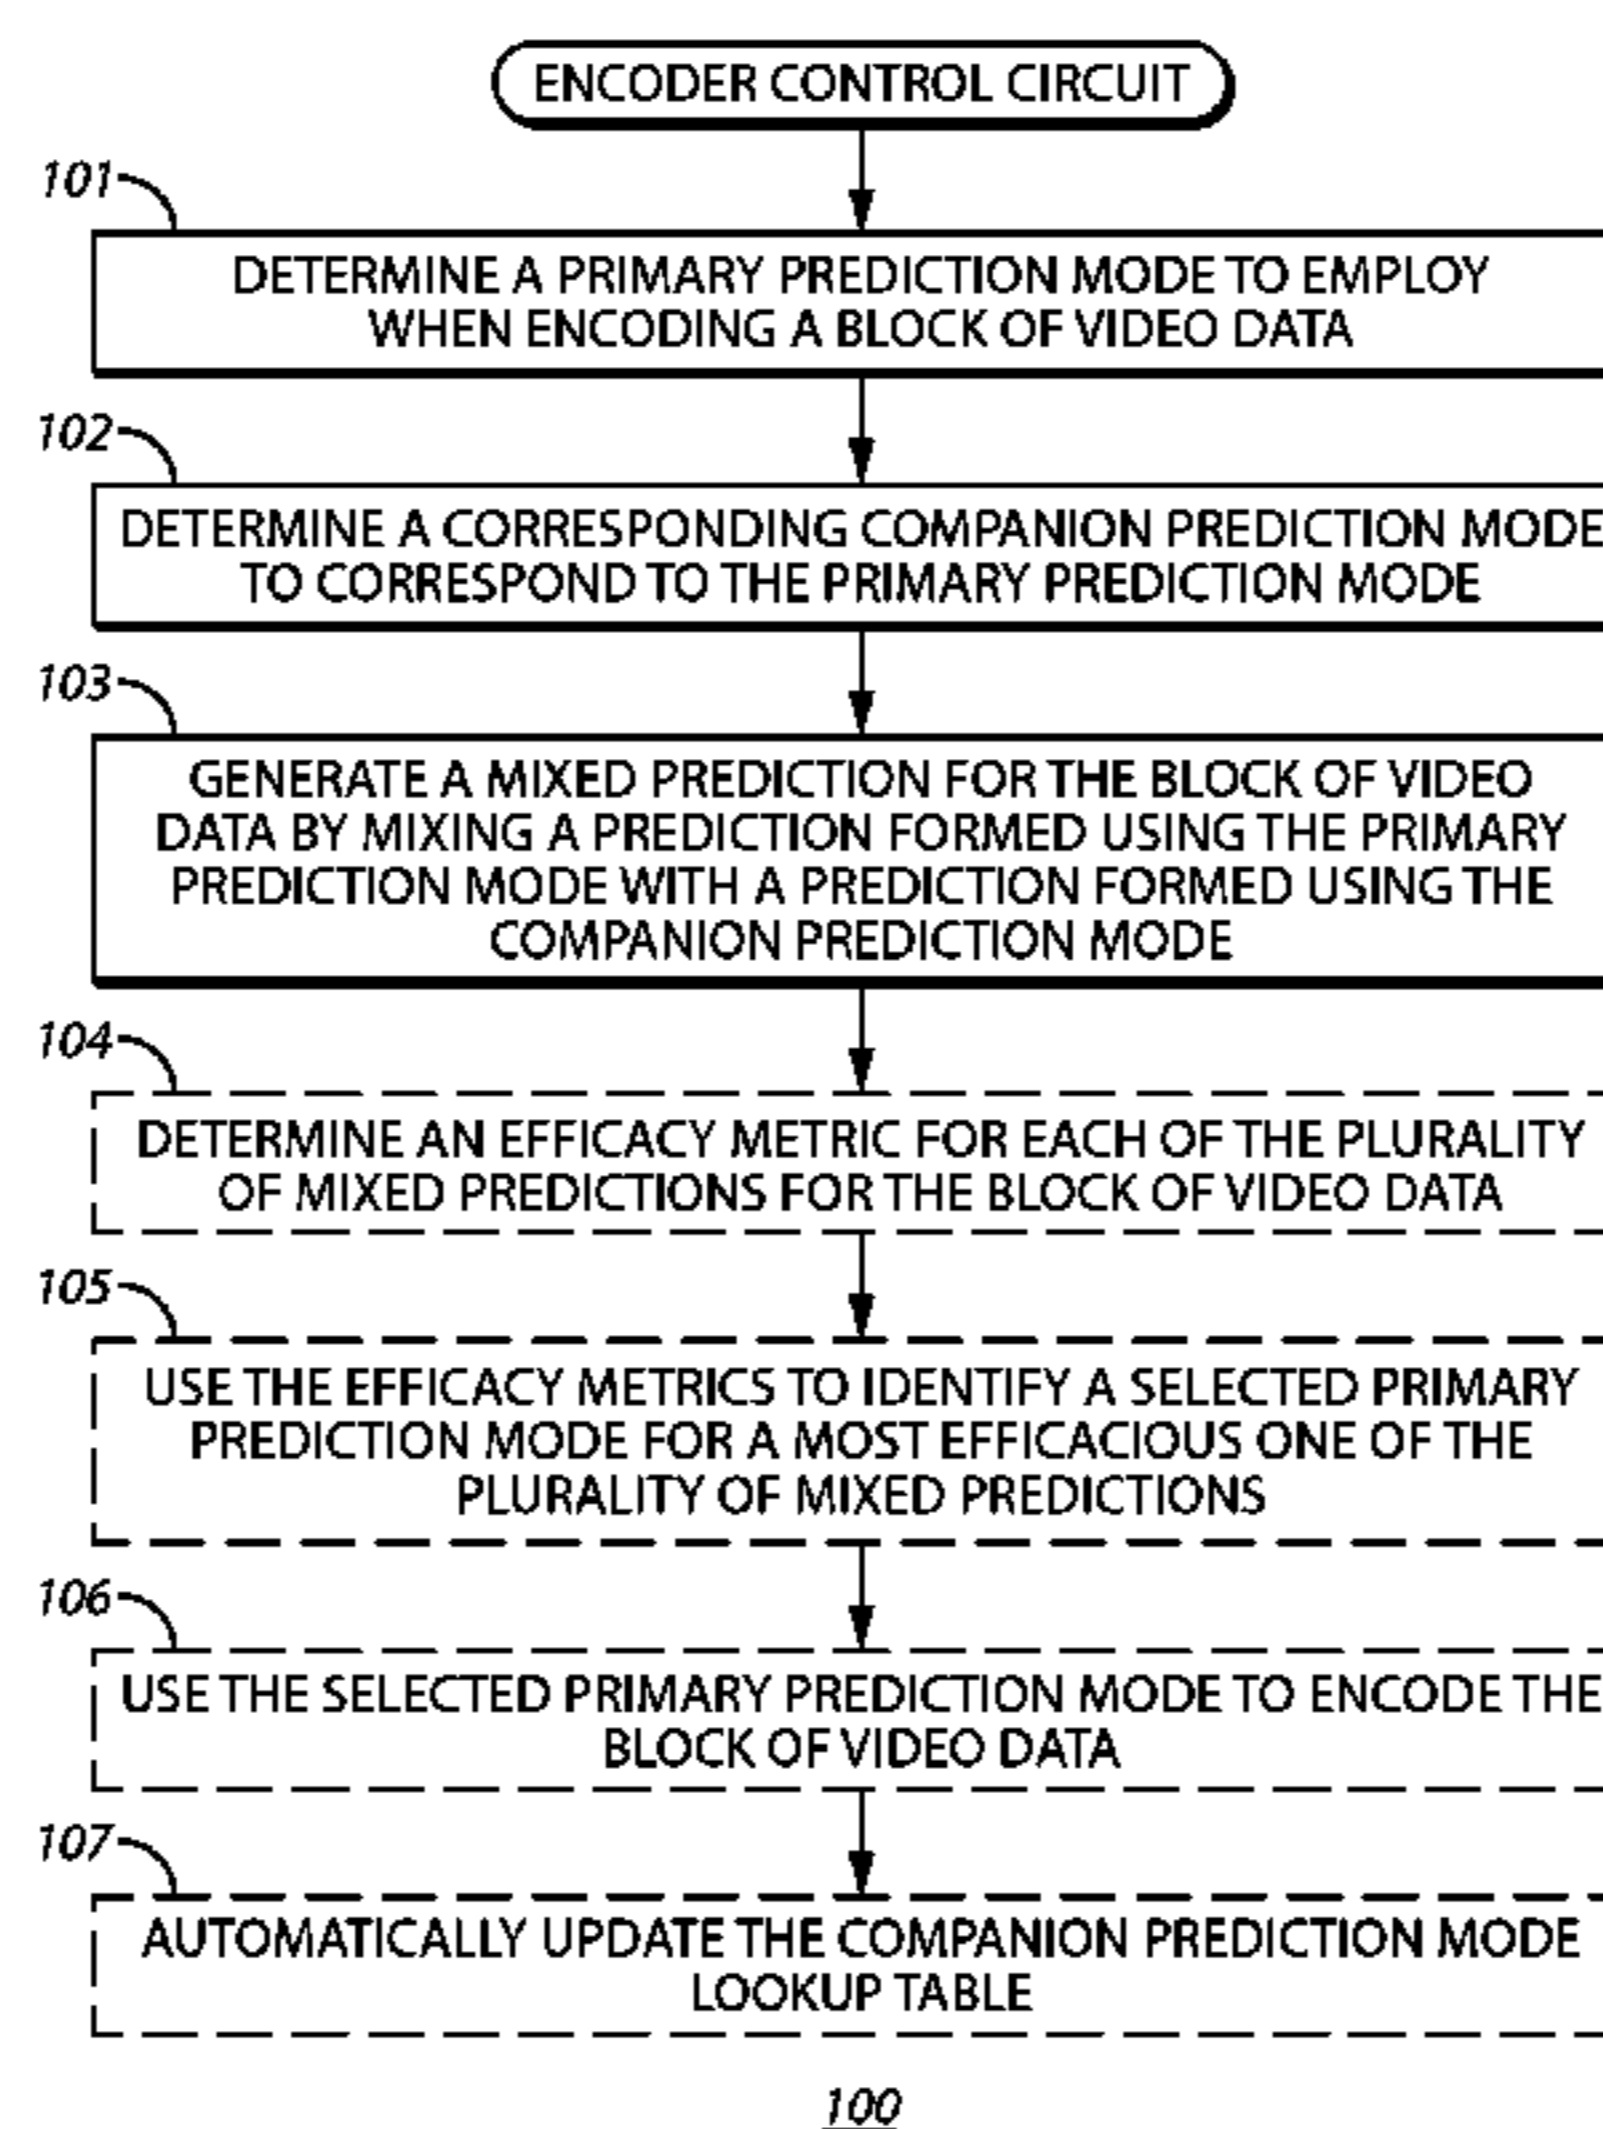 ENCODER CONTROL CIRCUIT
101
DETERMINE A PRIMARY PREDICTION MODE TO EMPLOY
WHEN ENCODING A BLOCK OF VIDEO DATA
102
DETERMINE A CORRESPONDING COMPANION PREDICTION MODE
TO CORRESPOND TO THE PRIMARY PREDICTION MODE
103
GENERATE A MIXED PREDICTION FOR THE BLOCK OF VIDEO
DATA BY MIXING A PREDICTION FORMED USING THE PRIMARY
PREDICTION MODE WITH A PREDICTION FORMED USING THE
COMPANION PREDICTION MODE
104
DETERMINE AN EFFICACY METRIC FOR EACH OF THE PLURALITY
OF MIXED PREDICTIONS FOR THE BLOCK OF VIDEO DATA
105
USE THE EFFICACY METRICS TO IDENTIFY A SELECTED PRIMARY
PREDICTION MODE FOR A MOST EFFICACIOUS ONE OF THE
PLURALITY OF MIXED PREDICTIONS
106
USE THE SELECTED PRIMARY PREDICTION MODE TO ENCODE THE
BLOCK OF VIDEO DATA
107
AUTOMATICALLY UPDATE THE COMPANION PREDICTION MODE
LOOKUP TABLE
100